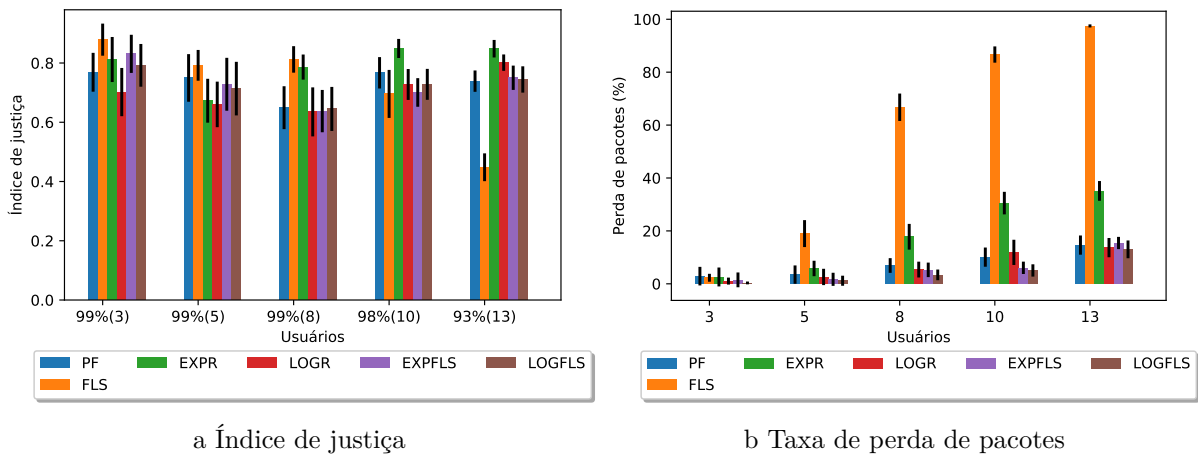 Índice de justiça
0.8
0.6
0.4
0.2
0.0
99%(3) 99%(5) 99%(8) 98%(10) 93%(13)
Usuários
PF EXPR LOGR EXPFLS LOGFLS
FLS
a Índice de justiça
Perda de pacotes (%)
100
80
60
40
20
0
3 5 8 10 13
Usuários
PF EXPR LOGR EXPFLS LOGFLS
FLS
b Taxa de perda de pacotes